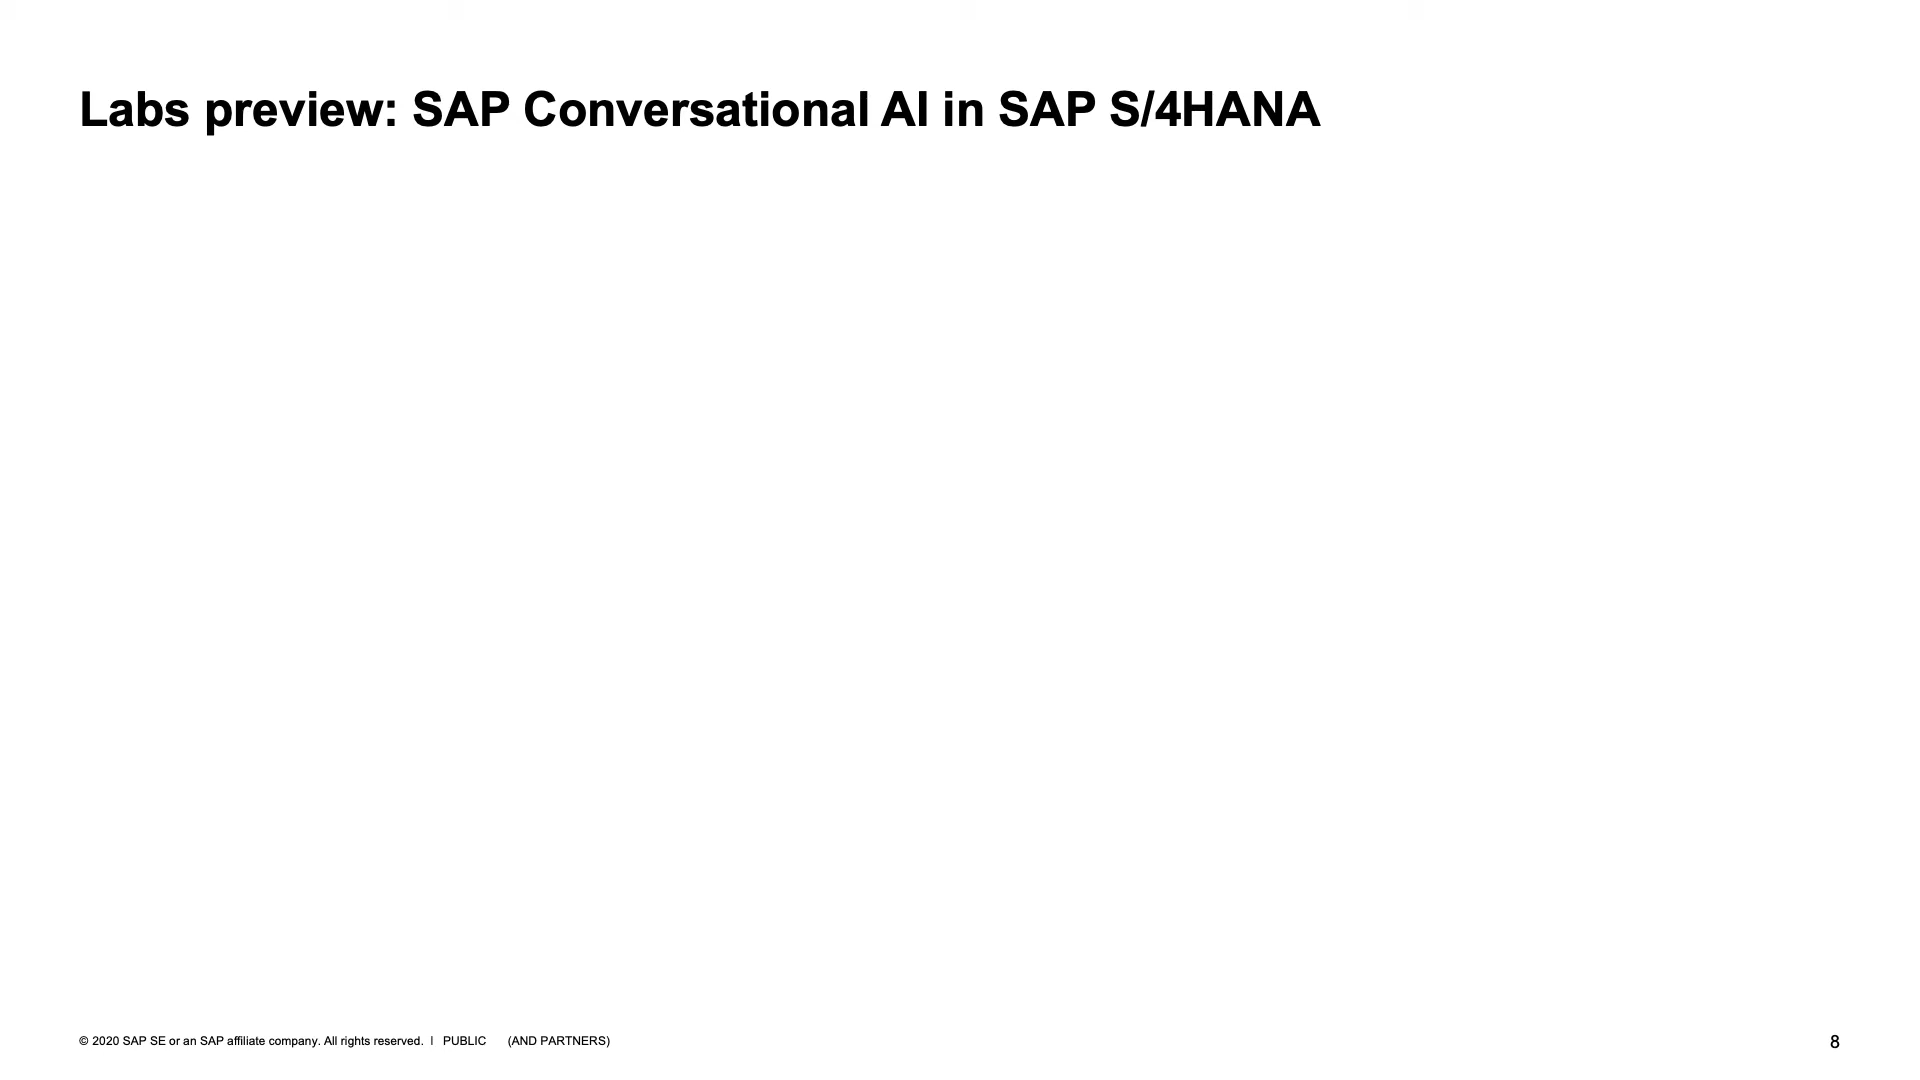 Labs preview: SAP Conversational AI in SAP S/4HANA
© 2020 SAP SE or an SAP affiliate company. All rights reserved. | PUBLIC (AND PARTNERS)
8